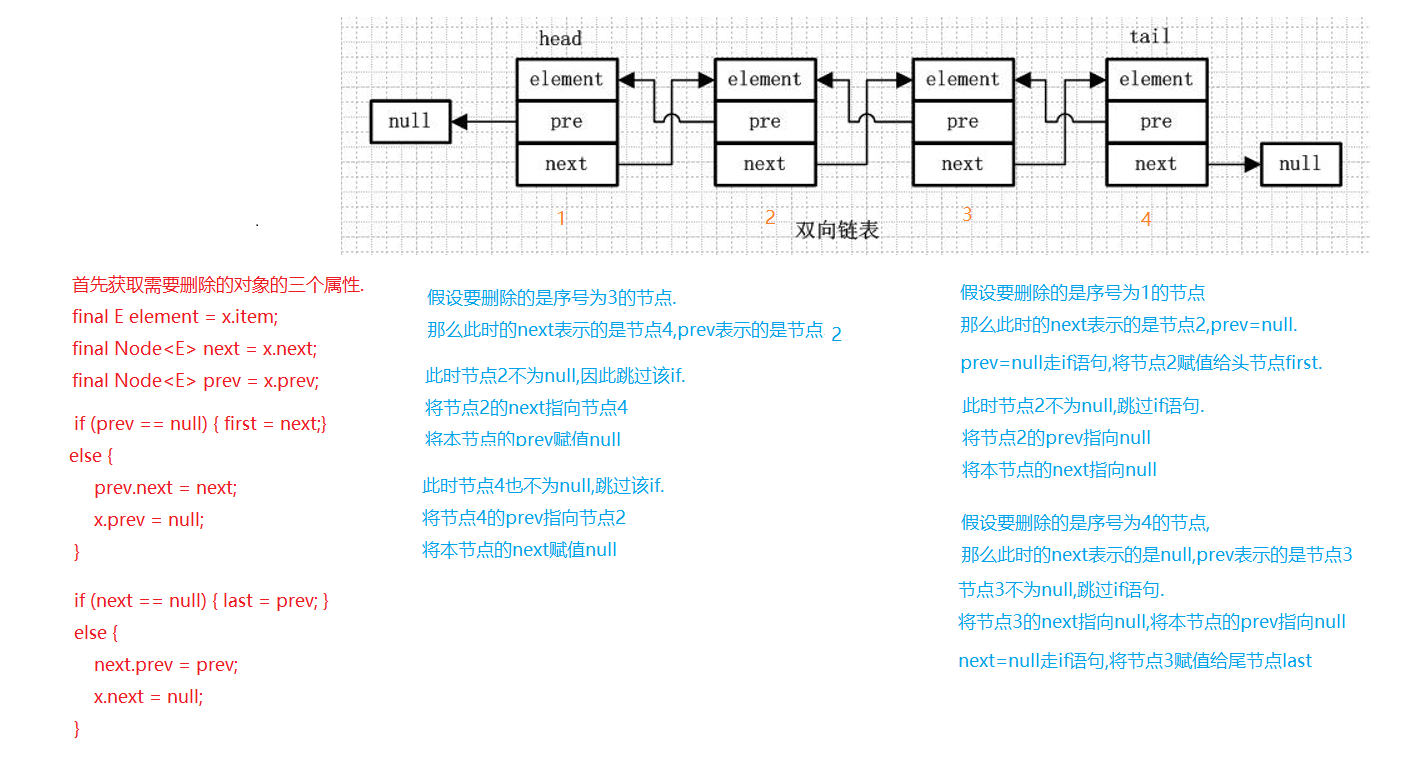 head
tail
element
element
element
element
null
pre
pre
pre
pre
next
next
next
next
null
1
2
3
4
双向链表
首先获取需要删除的对象的三个属性.
final E element = x.item;
final Node<E> next = x.next;
final Node<E> prev = x.prev;
if (prev == null) { first = next;}
else {
prev.next = next;
x.prev = null;
}
if (next == null) { last = prev; }
else {
next.prev = prev;
x.next = null;
}
假设要删除的是序号为3的节点.
那么此时的next表示的是节点4,prev表示的是节点 2
此时节点2不为null,因此跳过该if.
将节点2的next指向节点4
将本节点的prev赋值null
此时节点4也不为null,跳过该if.
将节点4的prev指向节点2
将本节点的next赋值null
假设要删除的是序号为1的节点
那么此时的next表示的是节点2,prev=null.
prev=null走if语句,将节点2赋值给头节点first.
此时节点2不为null,跳过if语句.
将节点2的prev指向null
将本节点的next指向null
假设要删除的是序号为4的节点,
那么此时的next表示的是null,prev表示的是节点3
节点3不为null,跳过if语句.
将节点3的next指向null,将本节点的prev指向null
next=null走if语句,将节点3赋值给尾节点last